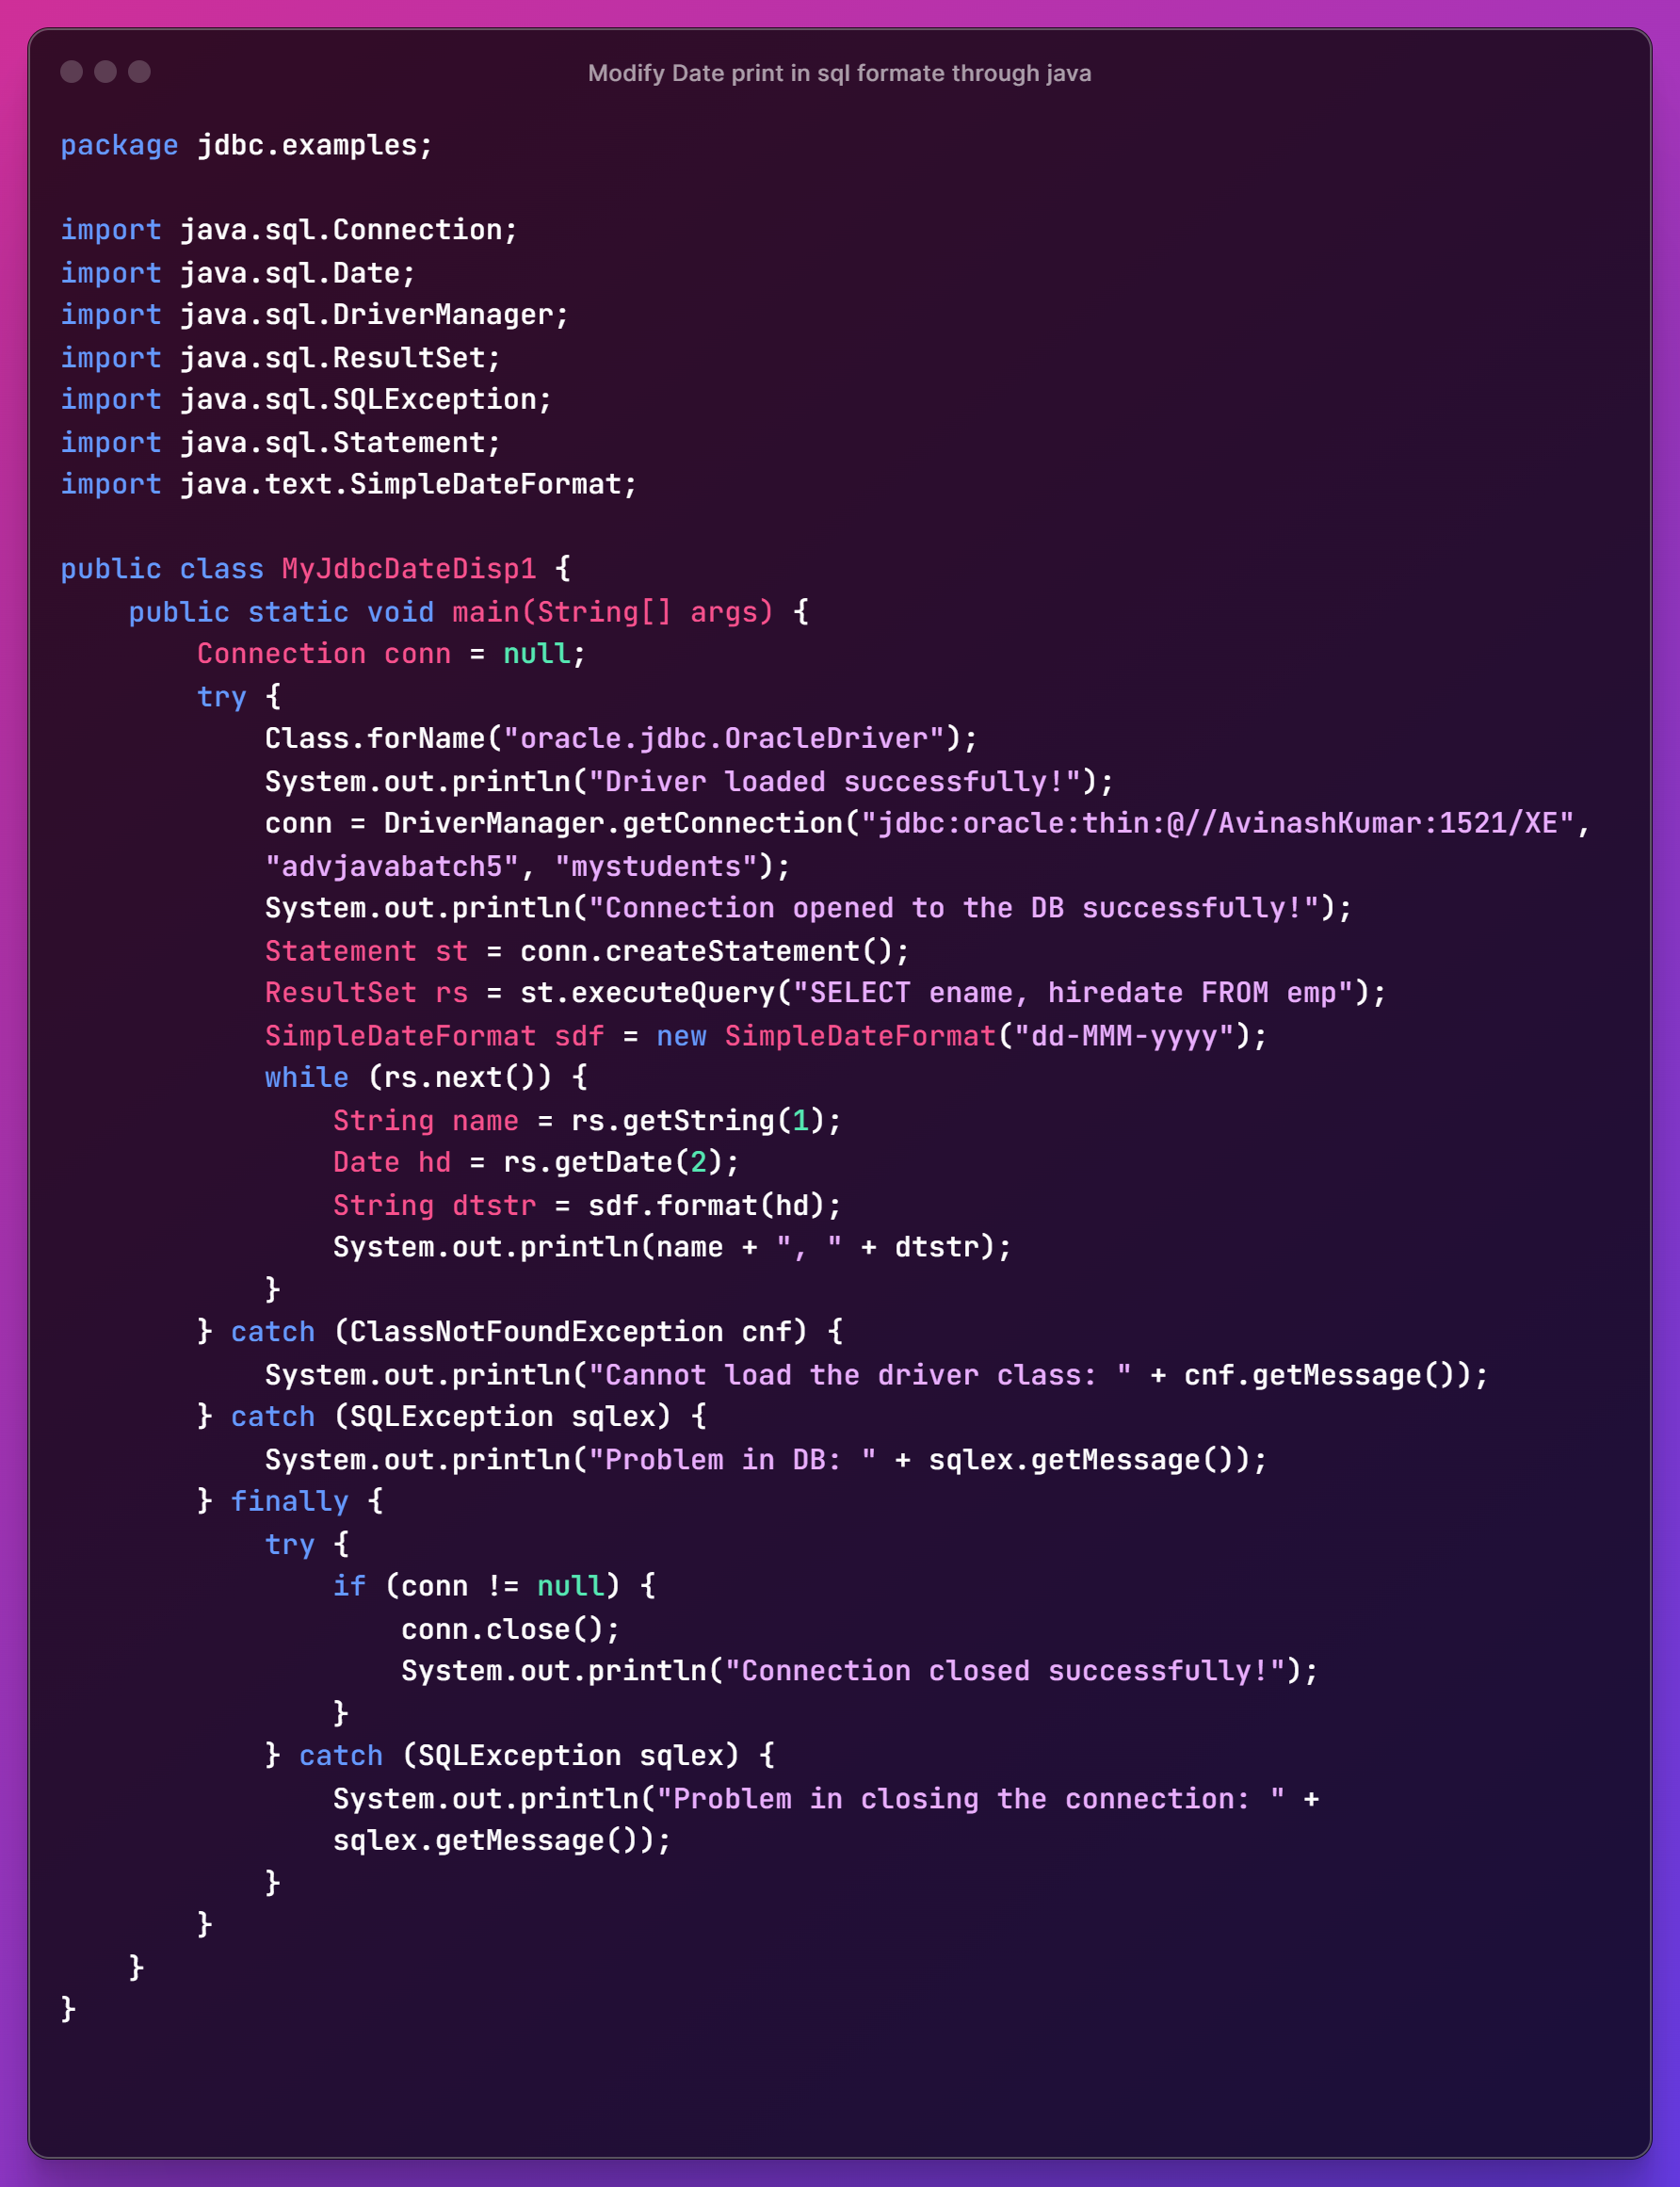 Modify Date print in sql formate through java
package jdbc.examples;
import java.sql.Connection;
import java.sql.Date;
import java.sql.DriverManager;
import java.sql.ResultSet;
import java.sql.SQLException;
import java.sql.Statement;
import java.text.SimpleDateFormat;
public class MyJdbcDateDisp1 {
    public static void main(String[] args) {
        Connection conn = null;
        try {
            Class.forName("oracle.jdbc.OracleDriver");
            System.out.println("Driver loaded successfully!");
            conn = DriverManager.getConnection("jdbc:oracle:thin:@//AvinashKumar:1521/XE",
            "advjavabatch5", "mystudents");
            System.out.println("Connection opened to the DB successfully!");
            Statement st = conn.createStatement();
            ResultSet rs = st.executeQuery("SELECT ename, hiredate FROM emp");
            SimpleDateFormat sdf = new SimpleDateFormat("dd-MMM-yyyy");
            while (rs.next()) {
                String name = rs.getString(1);
                Date hd = rs.getDate(2);
                String dtstr = sdf.format(hd);
                System.out.println(name + ", " + dtstr);
            }
        } catch (ClassNotFoundException cnf) {
            System.out.println("Cannot load the driver class: " + cnf.getMessage());
        } catch (SQLException sqlex) {
            System.out.println("Problem in DB: " + sqlex.getMessage());
        } finally {
            try {
                if (conn != null) {
                    conn.close();
                    System.out.println("Connection closed successfully!");
                }
            } catch (SQLException sqlex) {
                System.out.println("Problem in closing the connection: " +
                sqlex.getMessage());
            }
        }
    }
}